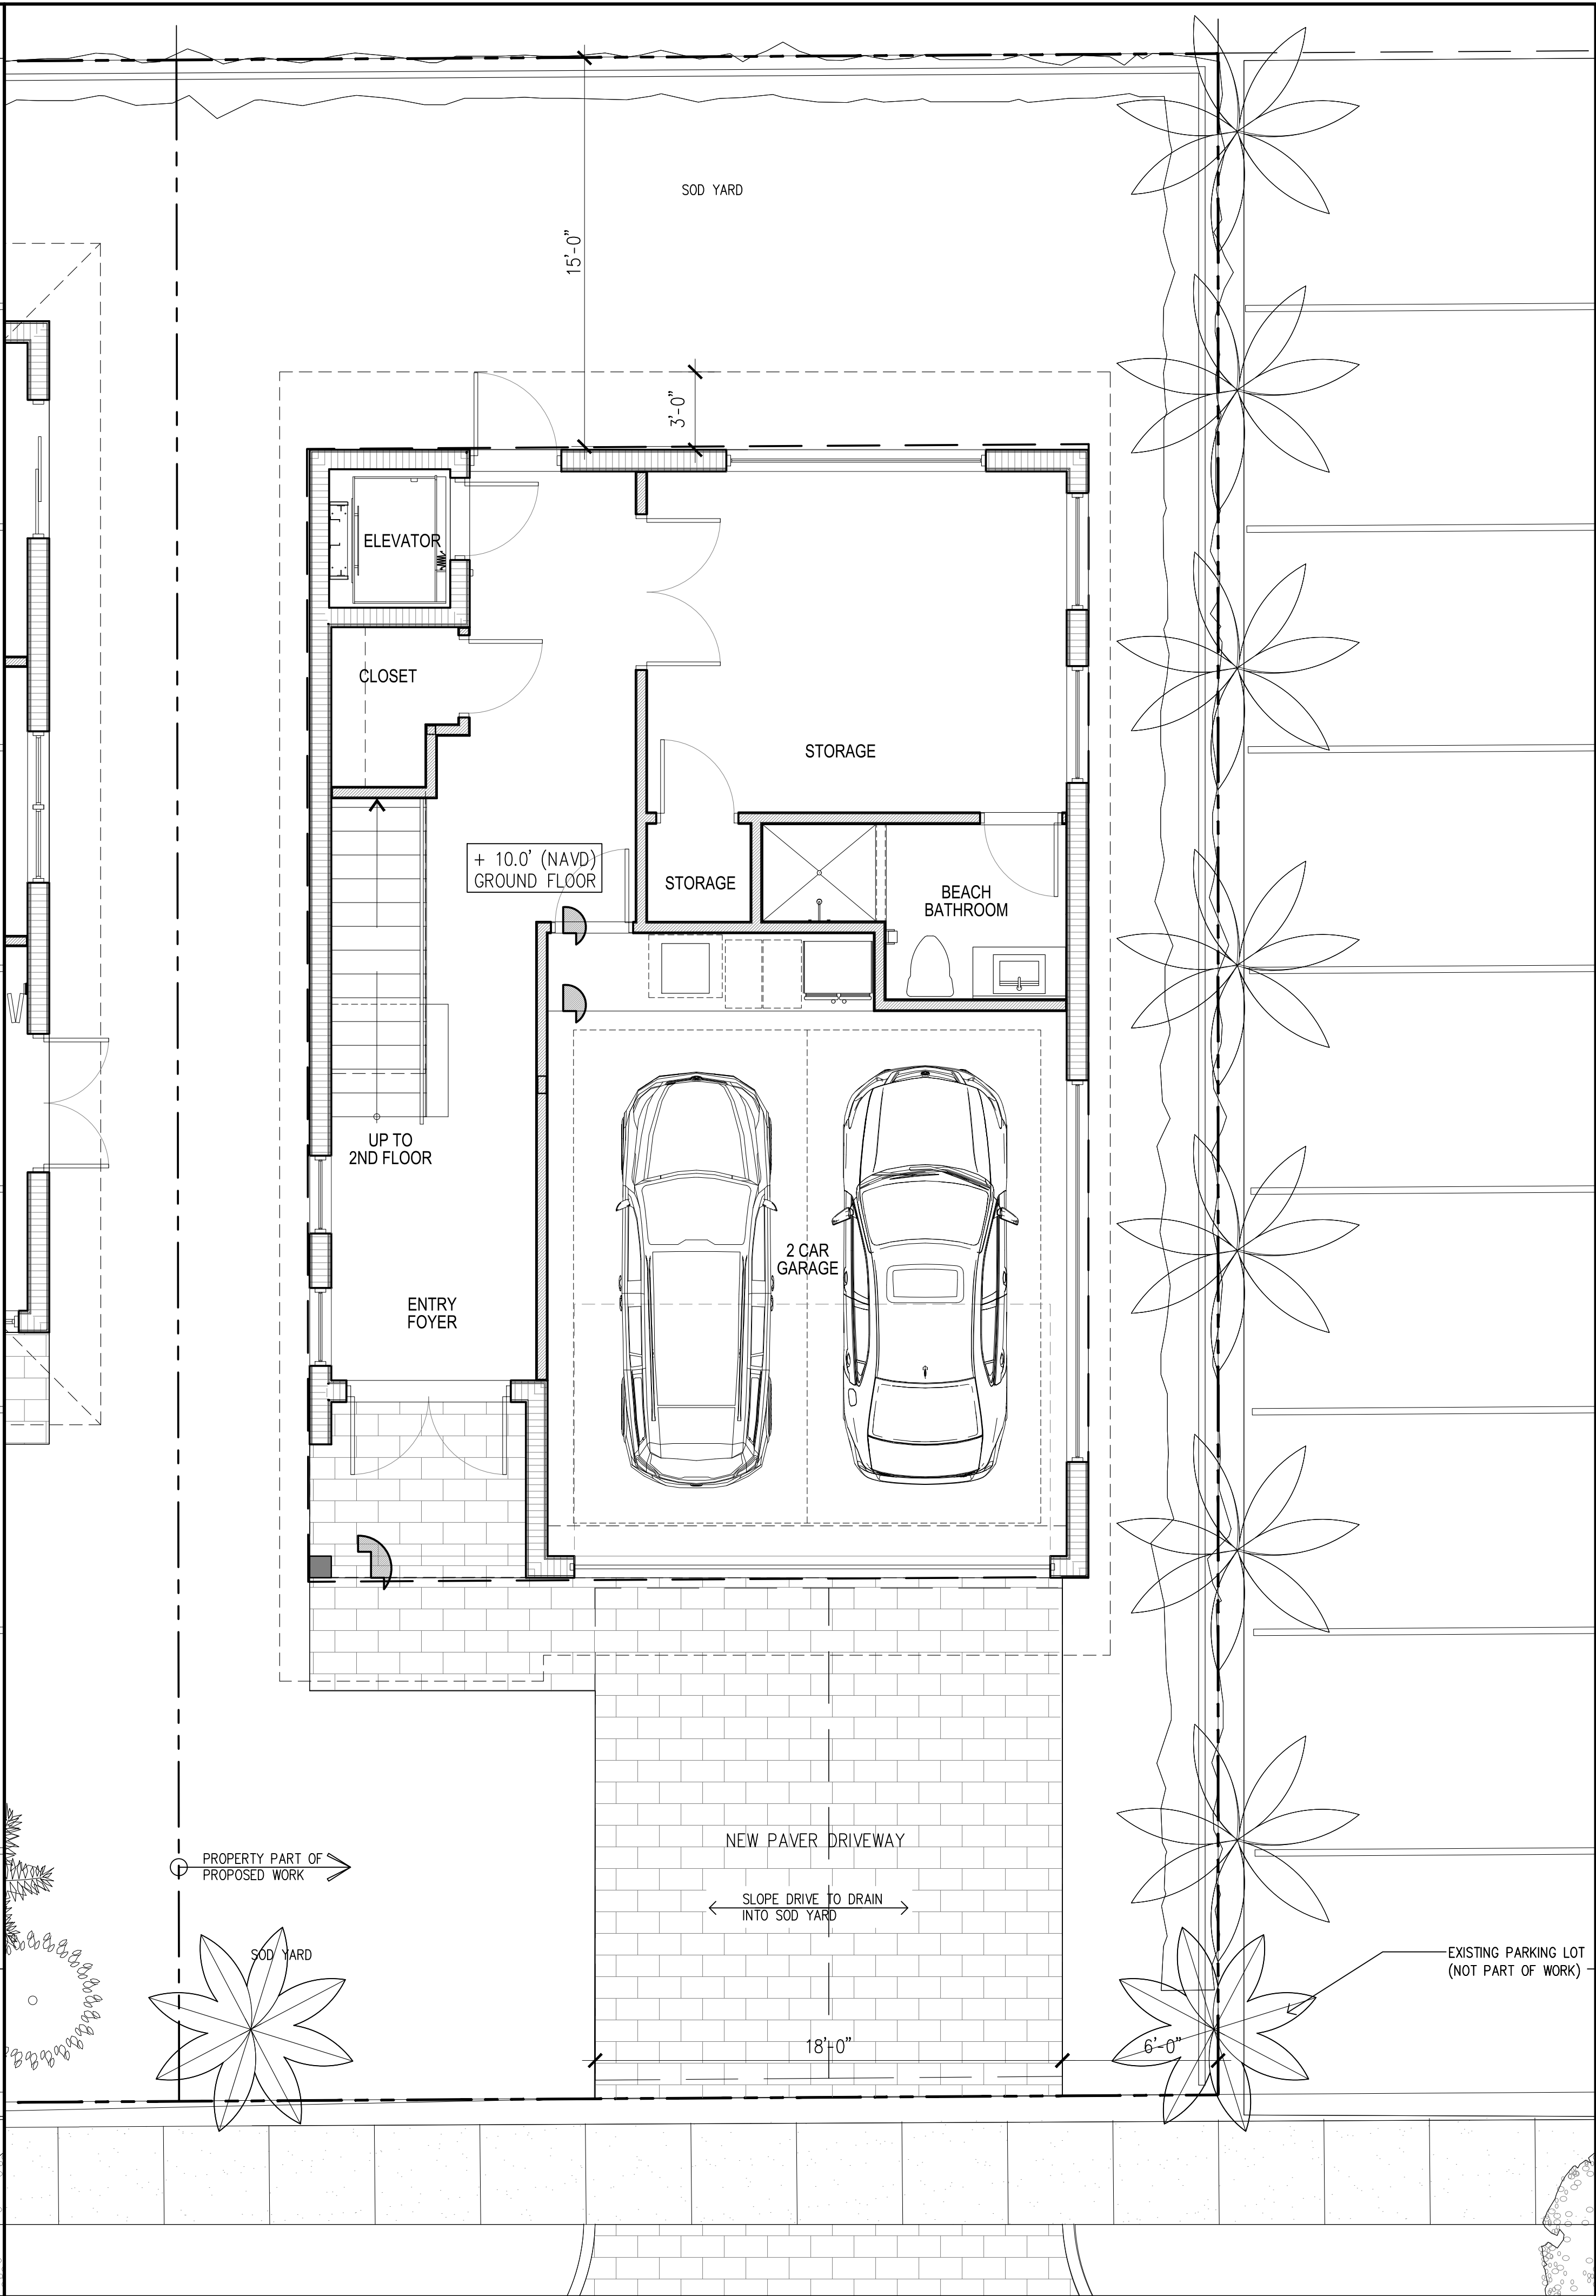 SOD YARD
15'-0"
3'-0"
ELEVATOR
CLOSET
STORAGE
+ 10.0' (NAVD)
GROUND FLOOR
STORAGE
BEACH
BATHROOM
UP TO
2ND FLOOR
2 CAR
GARAGE
ENTRY
FOYER
NEW PAVER DRIVEWAY
PROPERTY PART OF
PROPOSED WORK
SLOPE DRIVE TO DRAIN
INTO SOD YARD
SOD YARD
EXISTING PARKING LOT
(NOT PART OF WORK)
18'-0"
6'-0"